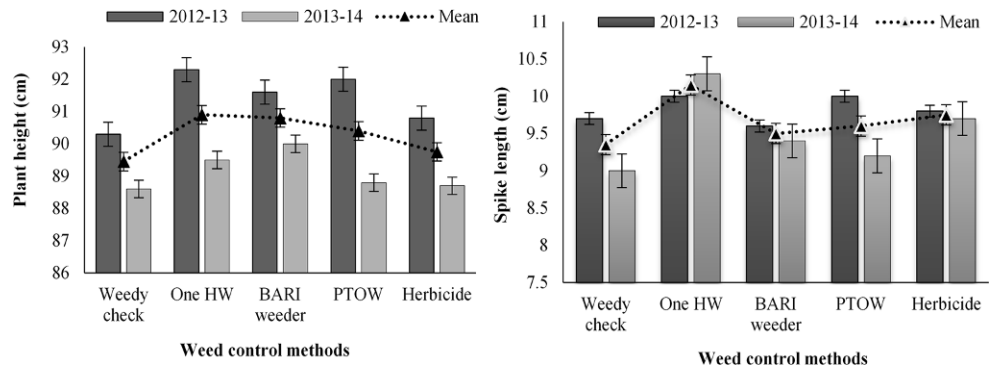 2012-13 2013-14 Mean
93
92
91
90
89
88
87
86
Plant height (cm)
Weedy check One HW BARI weeder PTOW Herbicide
Weed control methods
2012-13 2013-14 Mean
11
10.5
10
9.5
9
8.5
8
7.5
Spike length (cm)
Weedy check One HW BARI weeder PTOW Herbicide
Weed control methods